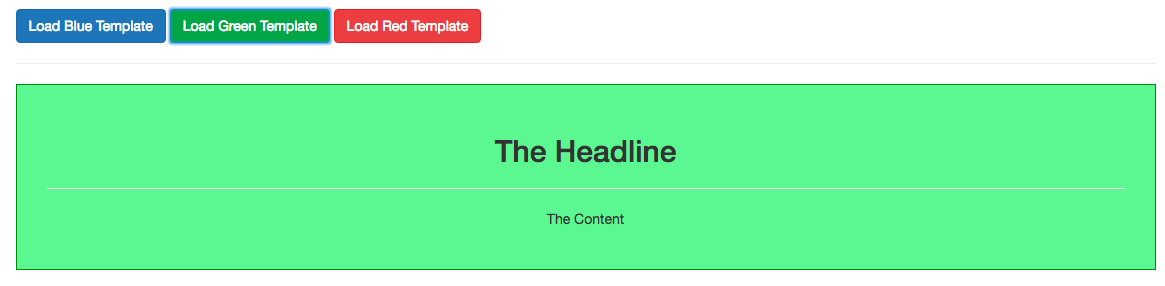 Load Blue Template Load Green Template Load Red Template
The Headline
The Content